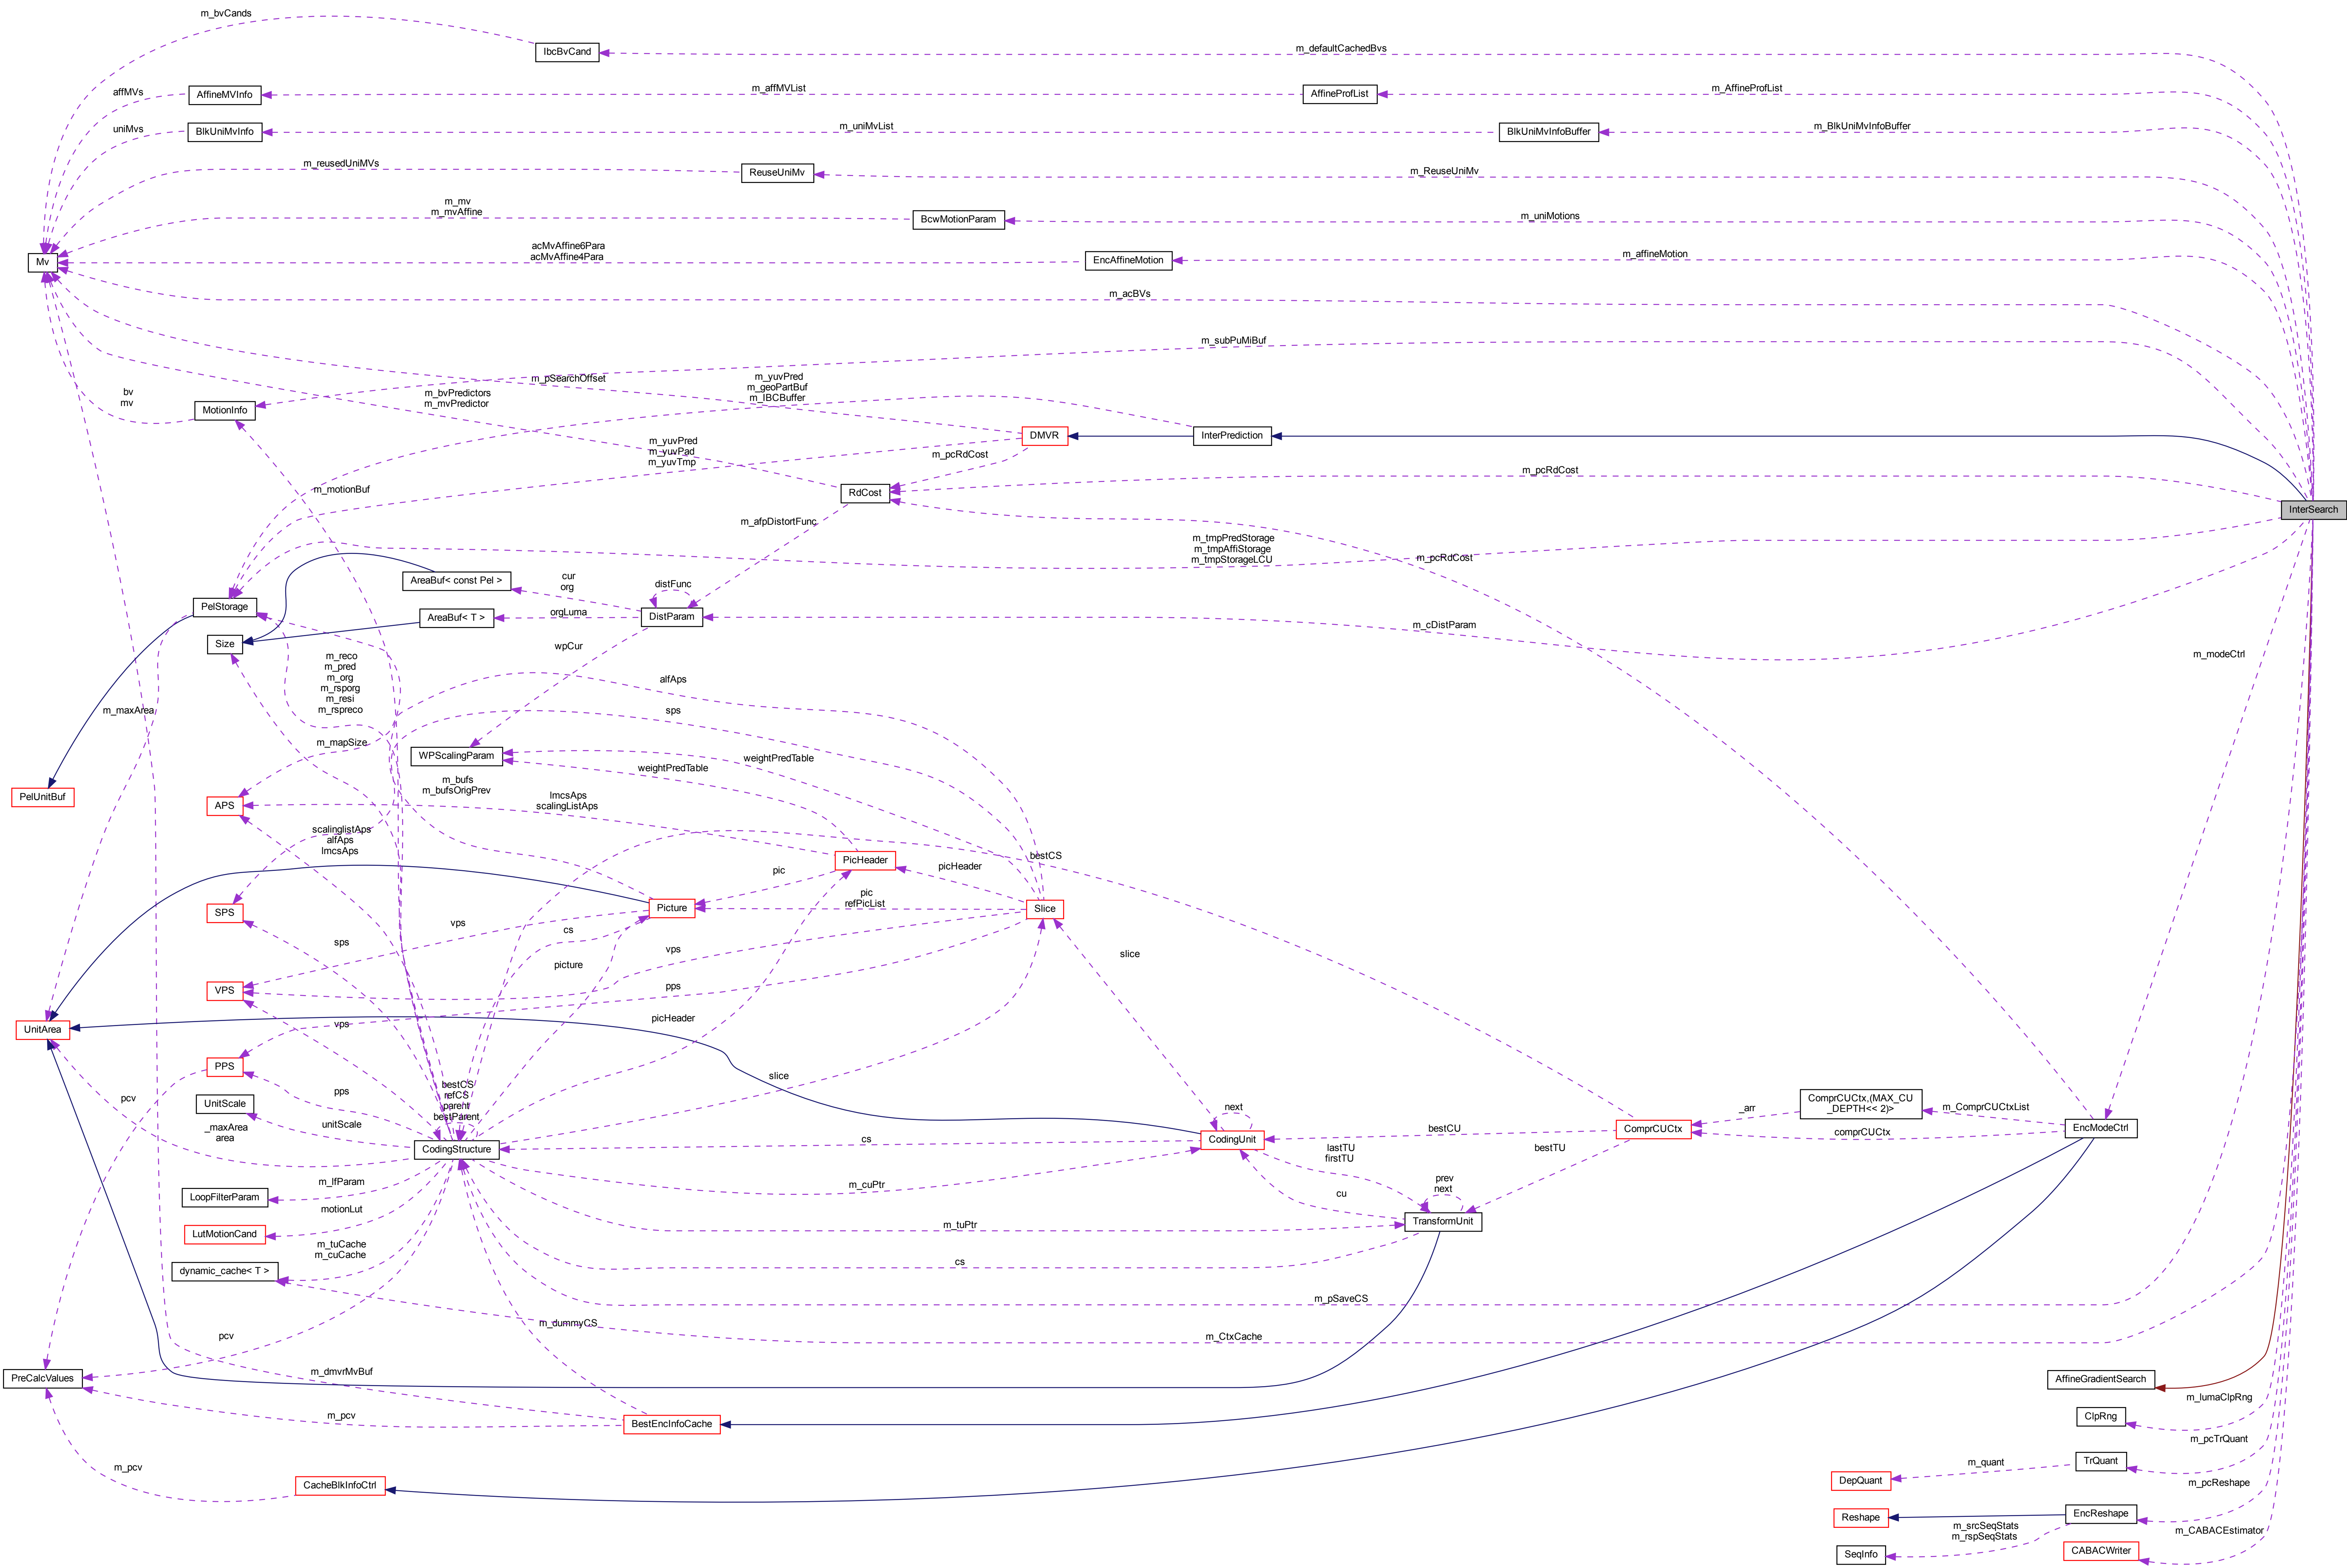 m_bvCands
IbcBvCand
m_defaultCachedBvs
affMVs
AffineMVInfo
m_affMVList
AffineProfList
m_AffineProfList
uniMvs
BlkUniMvInfo
m_uniMvList
BlkUniMvInfoBuffer
m_BlkUniMvInfoBuffer
m_reusedUniMVs
ReuseUniMv
m_ReuseUniMv
m_mv
m_mvAffine
BcwMotionParam
m_uniMotions
Mv
acMvAffine6Para
acMvAffine4Para
EncAffineMotion
m_affineMotion
m_acBVs
m_subPuMiBuf
m_pSearchOffset
m_yuvPred
m_geoPartBuf
m_IBCBuffer
bv
mv
MotionInfo
m_bvPredictors
m_mvPredictor
DMVR
InterPrediction
m_yuvPred
m_yuvPad
m_yuvTmp
m_pcRdCost
m_pcRdCost
m_motionBuf
RdCost
InterSearch
m_afpDistortFunc
m_tmpPredStorage
m_tmpAffiStorage
m_tmpStorageLCU
m_pcRdCost
AreaBuf< const Pel >
cur
org
distFunc
PelStorage
AreaBuf< T >
orgLuma
DistParam
m_cDistParam
Size
wpCur
m_modeCtrl
m_reco
m_pred
m_org
m_rsporg
m_resi
m_rspreco
alfAps
m_maxArea
sps
m_mapSize
WPScalingParam
weightPredTable
weightPredTable
PelUnitBuf
m_bufs
m_bufsOrigPrev
APS
lmcsAps
scalingListAps
scalinglistAps
alfAps
lmcsAps
PicHeader
bestCS
pic
picHeader
SPS
Picture
pic
refPicList
Slice
sps
vps
cs
vps
slice
picture
VPS
pps
UnitArea
vps
picHeader
PPS
slice
pcv
pps
UnitScale
unitScale
bestCS
refCS
parent
bestParent
next
_arr
ComprCUCtx,(MAX_CU
_DEPTH<< 2)>
m_ComprCUCtxList
_maxArea
area
CodingStructure
cs
CodingUnit
bestCU
ComprCUCtx
comprCUCtx
EncModeCtrl
lastTU
firstTU
bestTU
LoopFilterParam
m_lfParam
m_cuPtr
cu
prev
next
motionLut
LutMotionCand
m_tuPtr
TransformUnit
m_tuCache
m_cuCache
dynamic_cache< T >
cs
m_pSaveCS
pcv
m_dummyCS
m_CtxCache
PreCalcValues
m_dmvrMvBuf
AffineGradientSearch
m_lumaClpRng
m_pcv
BestEncInfoCache
ClpRng
m_pcTrQuant
m_pcv
CacheBlkInfoCtrl
DepQuant
m_quant
TrQuant
m_pcReshape
Reshape
EncReshape
m_srcSeqStats
m_rspSeqStats
m_CABACEstimator
SeqInfo
CABACWriter